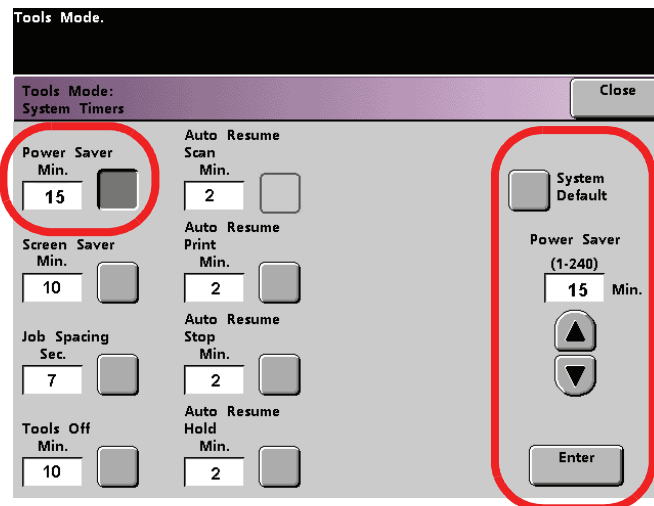 Tools Mode.
Tools Mode:
System Timers
Close
Power Saver
Min.
15
Screen Saver
Min.
10
Job Spacing
Sec.
7
Tools Off
Min.
10
Auto Resume
Scan
Min.
2
Auto Resume
Print
Min.
2
Auto Resume
Stop
Min.
2
Auto Resume
Hold
Min.
2
System
Default
Power Saver
(1-240)
15 Min.
Enter